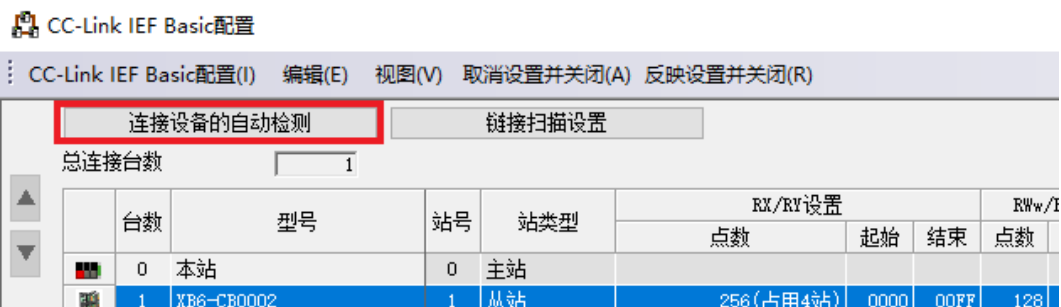 CC-Link IEF Basic配置
CC-Link IEF Basic配置(I) 编辑(E) 视图(V) 取消设置并关闭(A) 反映设置并关闭(R)
连接设备的自动检测 链接扫描设置
总连接台数 1
台数 型号 站号 站类型 RX/RY设置
点数 起始 结束 点数
0 本站 0 主站
1 XB6-CB0002 1 从站 256(占用4站) 0000 00FF 128